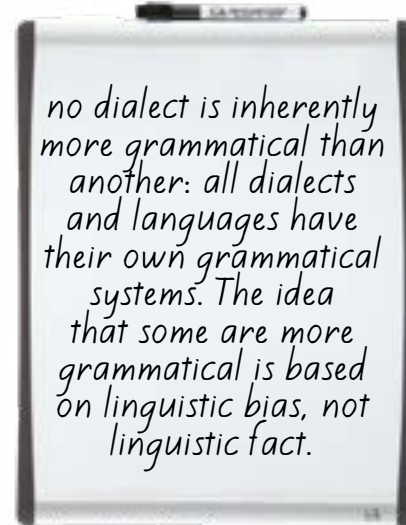 no dialect is inherently
more grammatical than
another: all dialects
and languages have
their own grammatical
systems. The idea
that some are more
grammatical is based
on linguistic bias, not
linguistic fact.